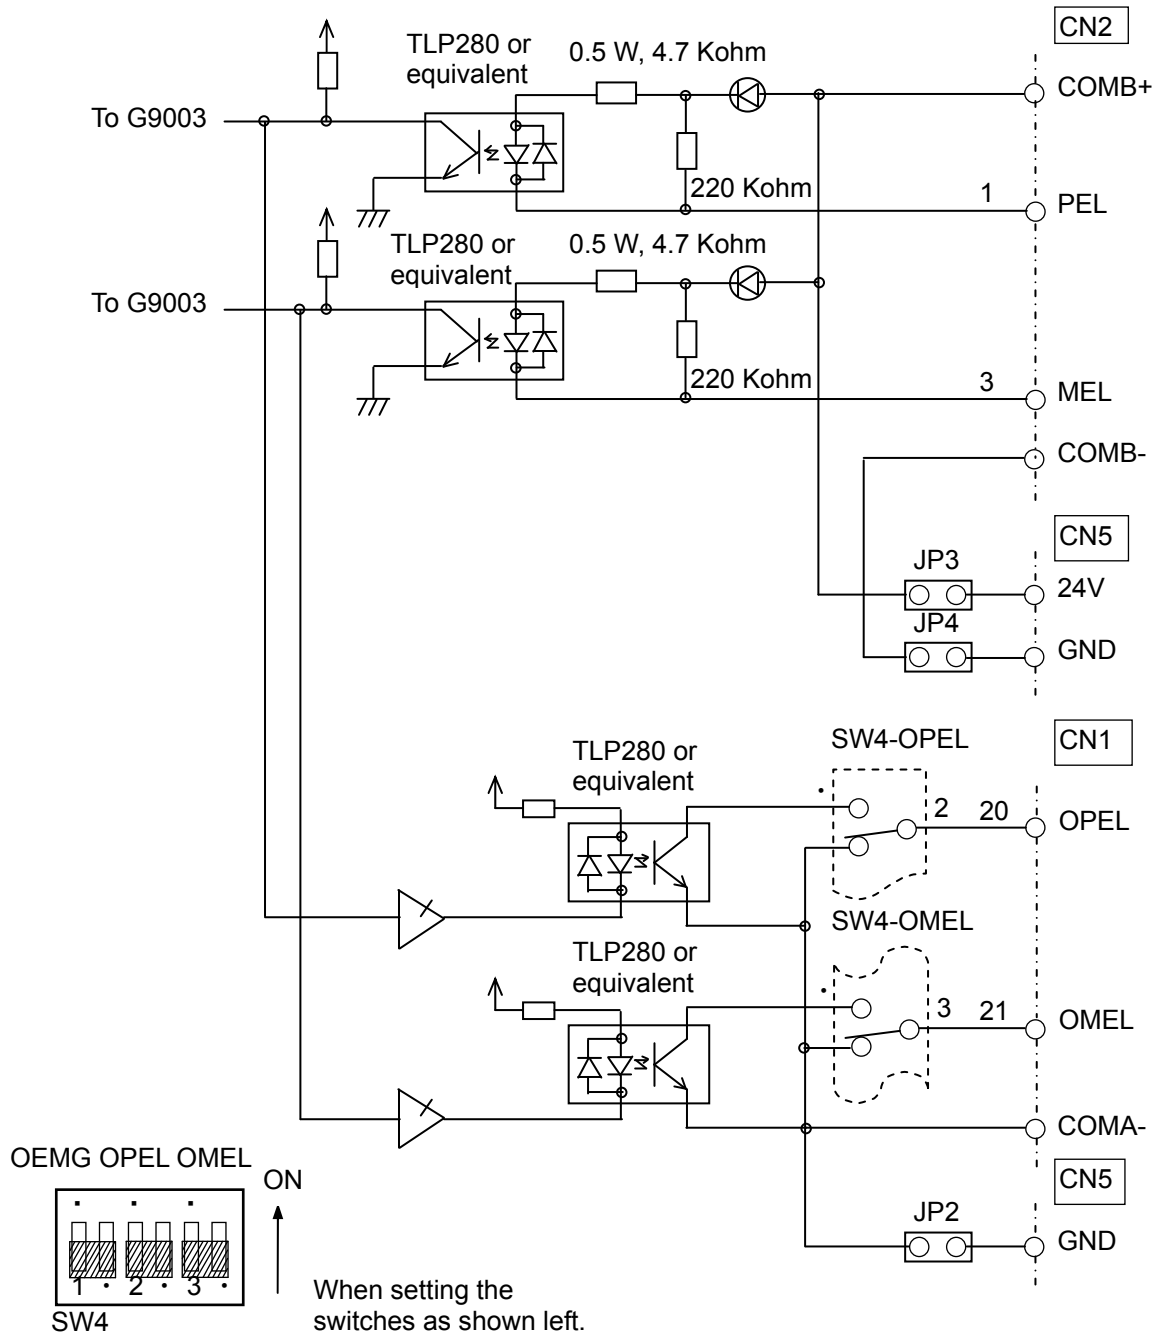 CN2
TLP280 or
equivalent
0.5 W, 4.7 Kohm
COMB+
To G9003
220 Kohm
1
PEL
TLP280 or
equivalent
0.5 W, 4.7 Kohm
To G9003
220 Kohm
3
MEL
COMB-
CN5
JP3
24V
JP4
GND
CN1
SW4-OPEL
TLP280 or
equivalent
2
20
OPEL
SW4-OMEL
TLP280 or
equivalent
3
21
OMEL
COMA-
OEMG OPEL OMEL
ON
CN5
JP2
GND
1
2
3
SW4
When setting the
switches as shown left.